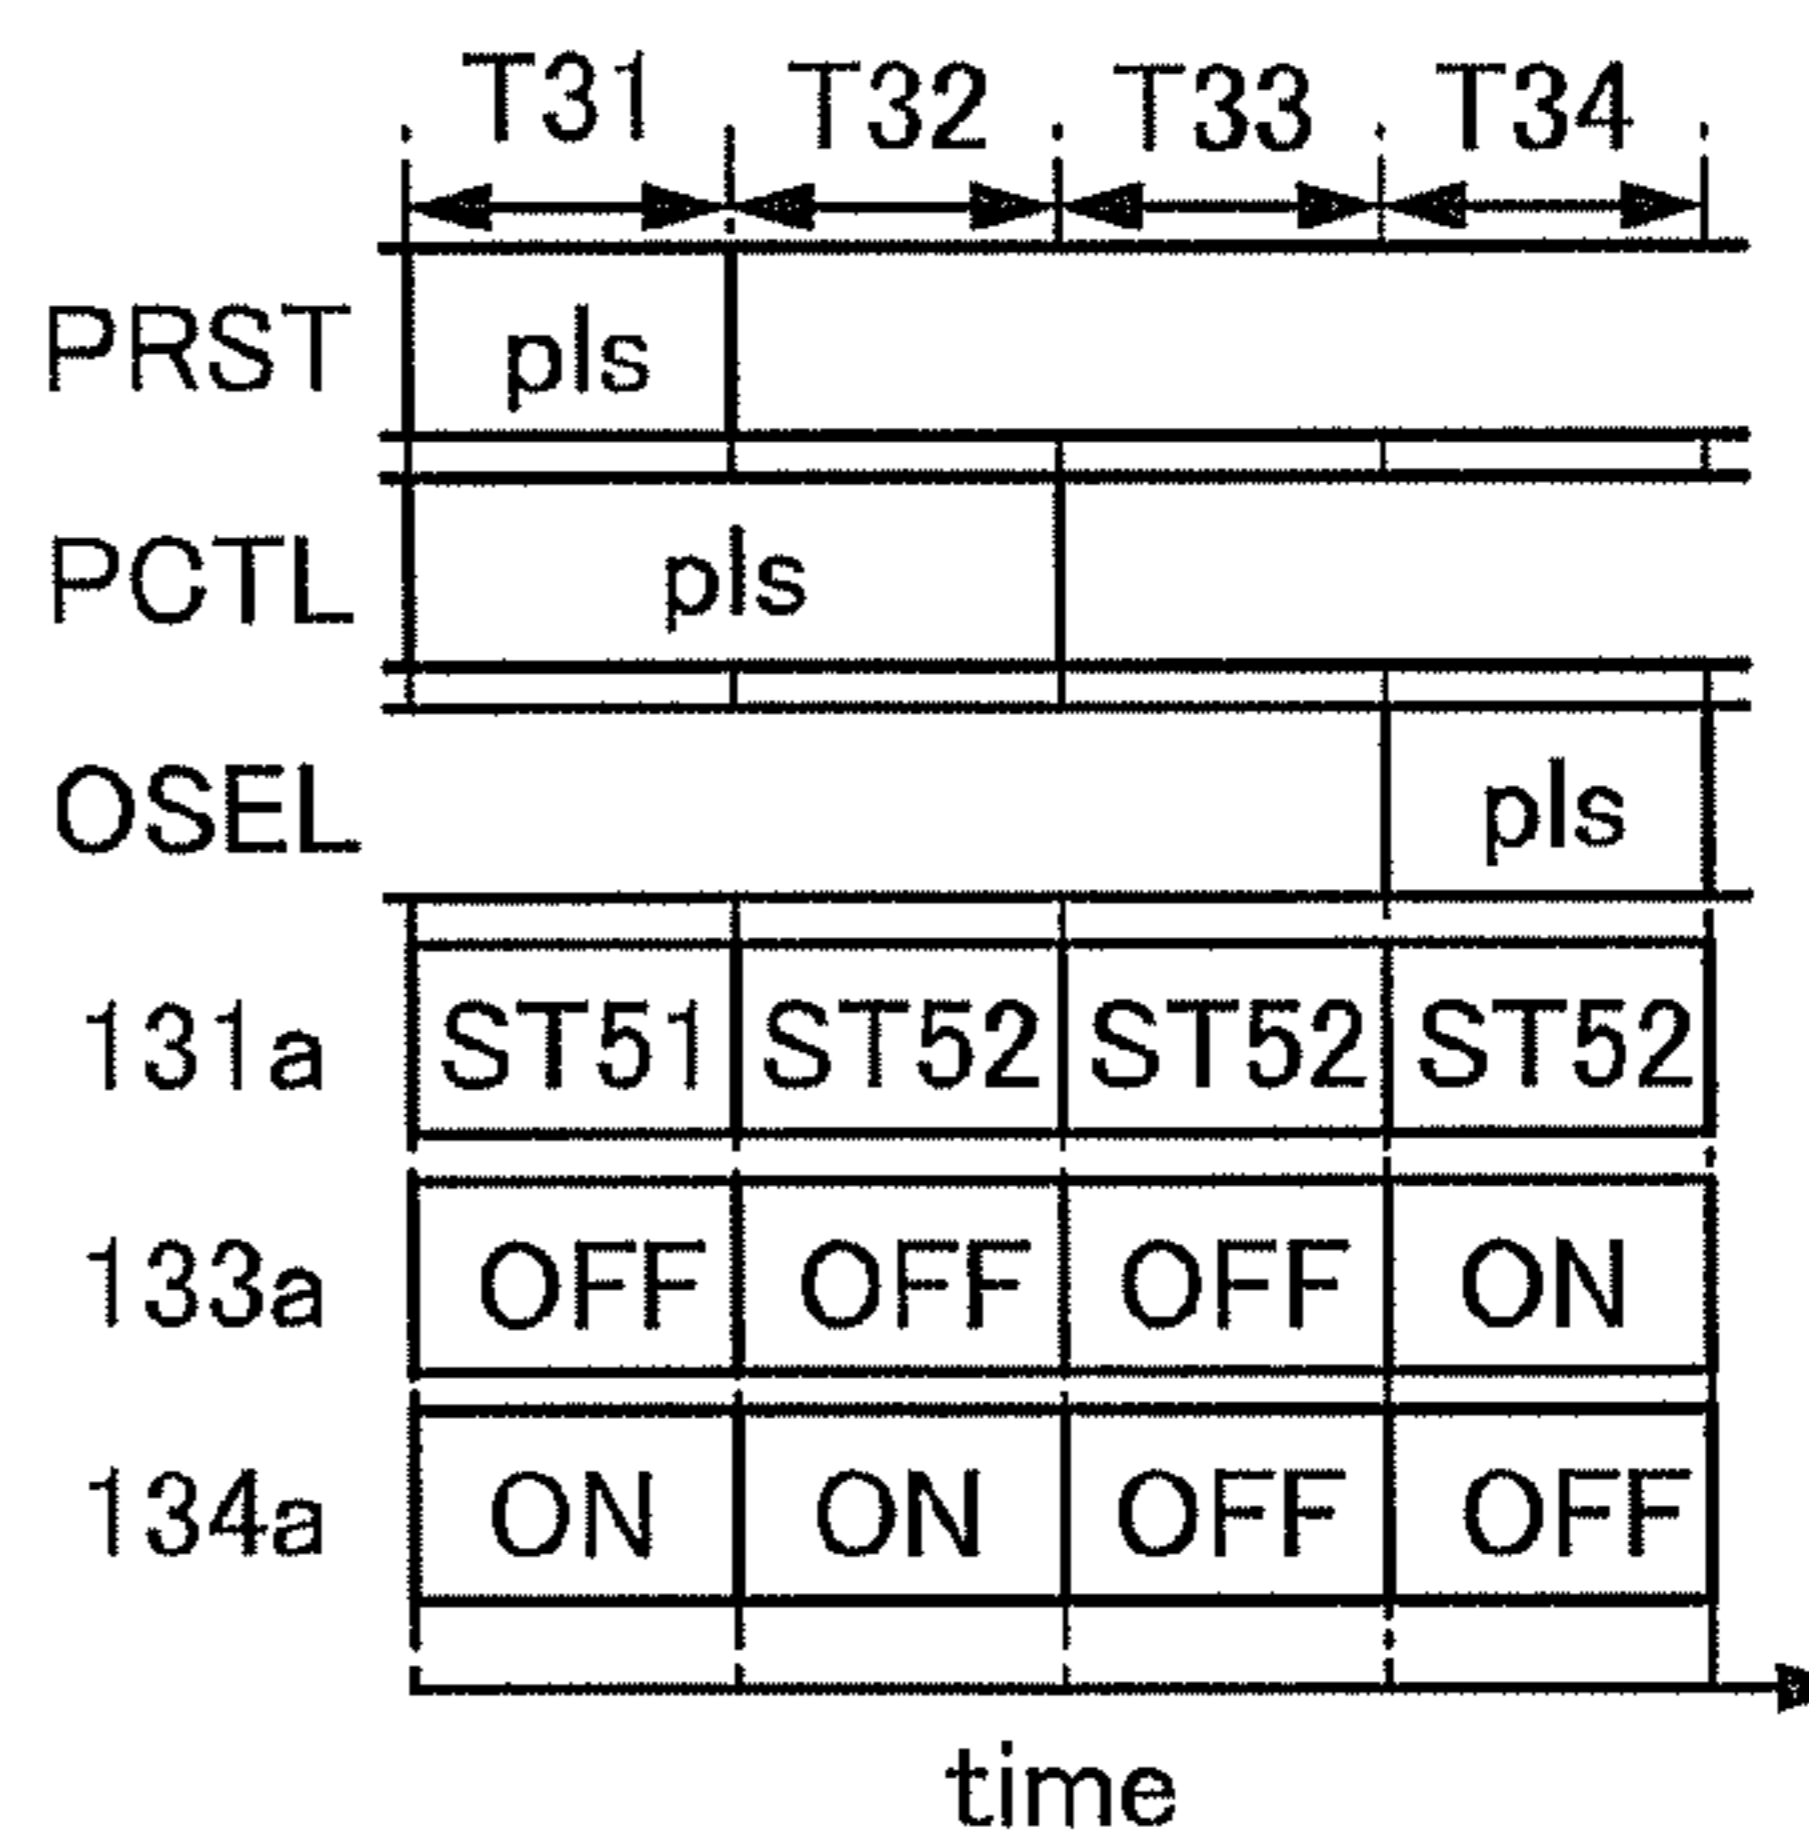 T31 T32 T33 T34
PRST pls
PCTL pls
OSEL pls
131a ST51 ST52 ST52 ST52
133a OFF OFF OFF ON
134a ON ON OFF OFF
time